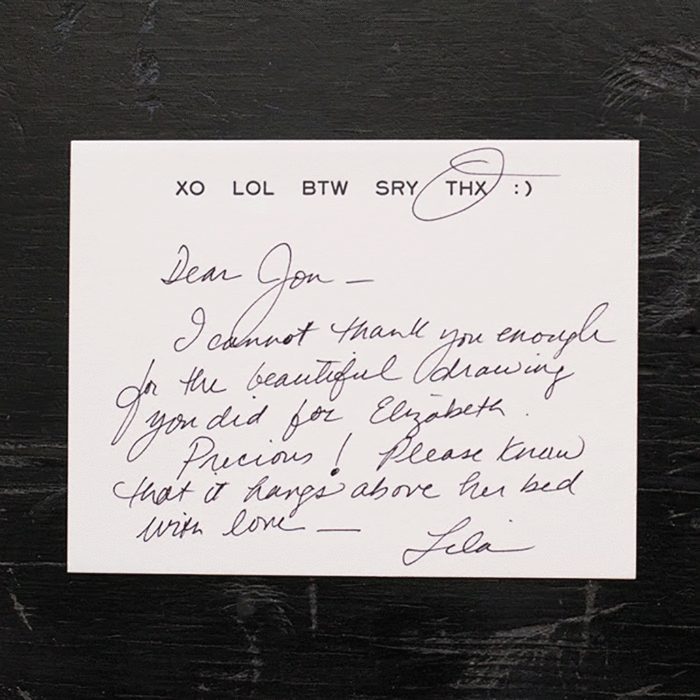 XO LOL BTW SRY THX :)
Dear Jon —
I cannot thank you enough
for the beautiful drawing
you did for Elizabeth.
Precious! Please know
that it hangs above her bed
with love —
Lila